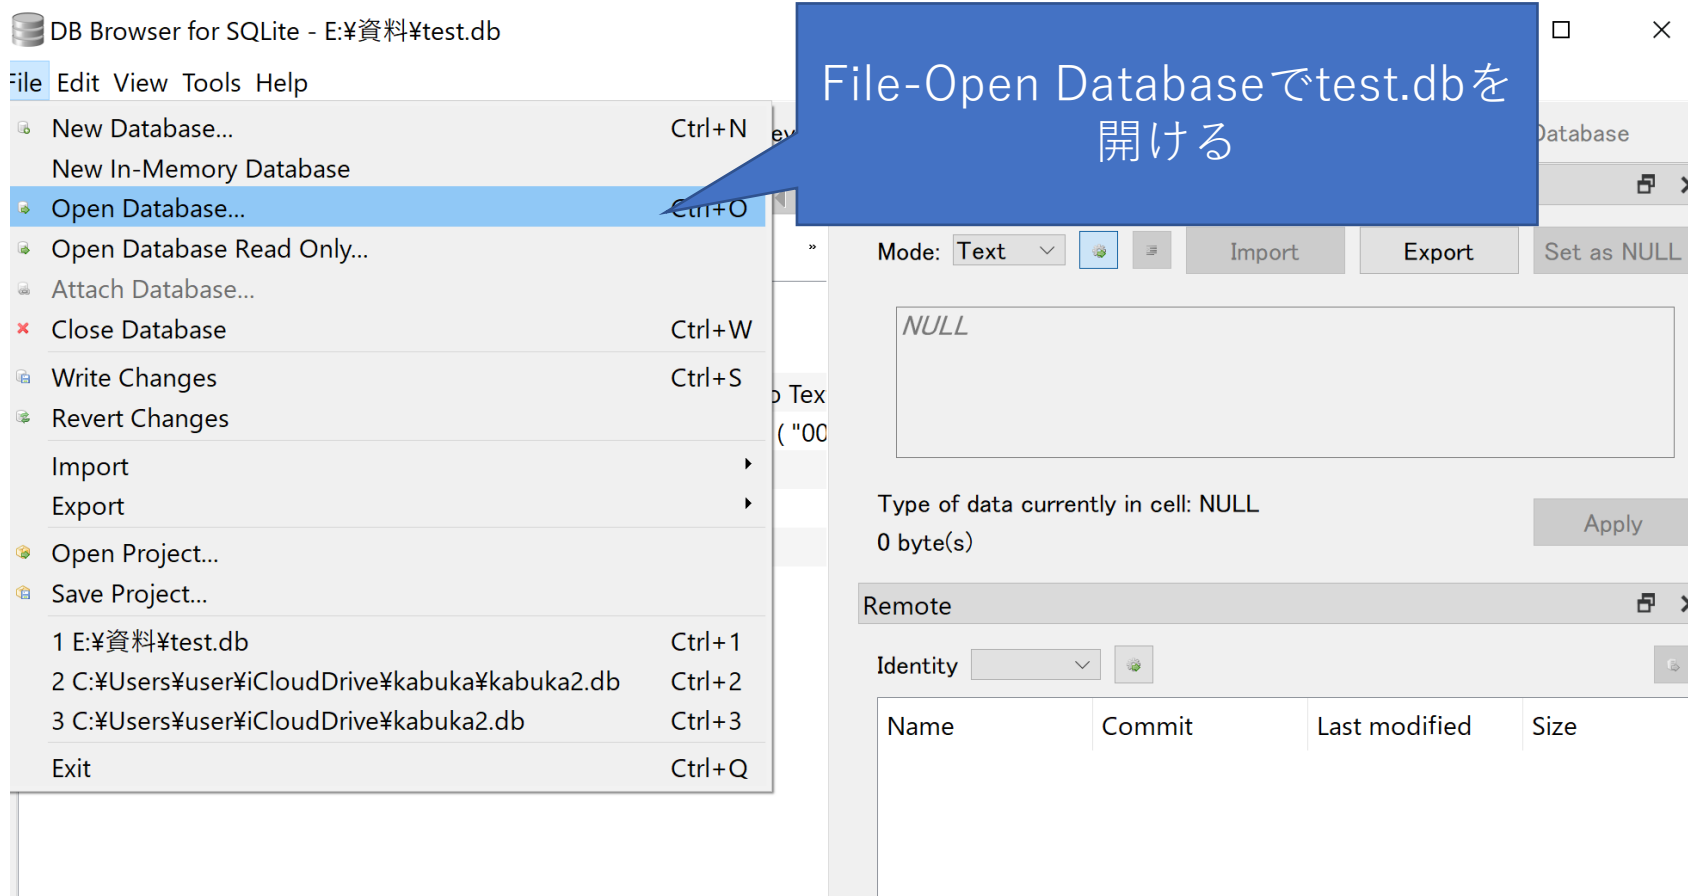 DB Browser for SQLite - E:¥資料¥test.db
File Edit View Tools Help
File-Open Databaseでtest.dbを
開ける
New Database... Ctrl+N
New In-Memory Database
Open Database... Ctrl+O
Open Database Read Only...
Attach Database...
Close Database Ctrl+W
Write Changes Ctrl+S
Revert Changes
Import
Export
Open Project...
Save Project...
1 E:¥資料¥test.db Ctrl+1
2 C:¥Users¥user¥iCloudDrive¥kabuka¥kabuka2.db Ctrl+2
3 C:¥Users¥user¥iCloudDrive¥kabuka2.db Ctrl+3
Exit Ctrl+Q
Database
»
( "00
Mode: Text Import Export Set as NULL
NULL
Type of data currently in cell: NULL
0 byte(s)
Apply
Remote
Identity
Name Commit Last modified Size